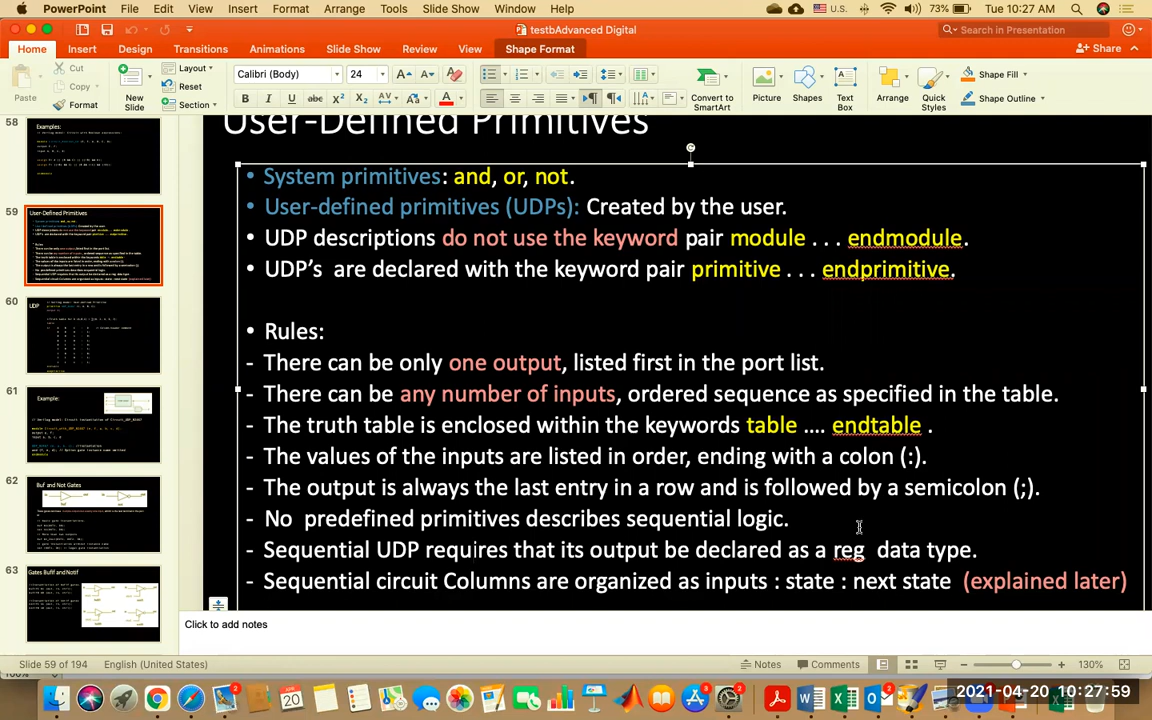 PowerPoint File Edit View Insert Format Arrange Tools Slide Show Window Help U.S. 73% Tue 10:27 AM
testbAdvanced Digital Search in Presentation
Home Insert Design Transitions Animations Slide Show Review View Shape Format Share
Paste Cut Copy Format New Slide Layout Reset Section Calibri (Body) 24 Convert to SmartArt Picture Shapes Text Box Arrange Quick Styles Shape Fill Shape Outline
User-Defined Primitives
• System primitives: and, or, not.
• User-defined primitives (UDPs): Created by the user.
• UDP descriptions do not use the keyword pair module . . . endmodule.
• UDP's are declared with the keyword pair primitive . . . endprimitive.
• Rules:
- There can be only one output, listed first in the port list.
- There can be any number of inputs, ordered sequence as specified in the table.
- The truth table is enclosed within the keywords table .... endtable .
- The values of the inputs are listed in order, ending with a colon (:).
- The output is always the last entry in a row and is followed by a semicolon (;).
- No predefined primitives describes sequential logic.
- Sequential UDP requires that its output be declared as a reg data type.
- Sequential circuit Columns are organized as inputs : state : next state (explained later)
58
Examples:
59
User-Defined Primitives
60
UDP
61
Example:
62
Buf and Not Gates
63
Gates Bufif and Notif
Click to add notes
Slide 59 of 194 English (United States) Notes Comments 130%
2021-04-20 10:27:59